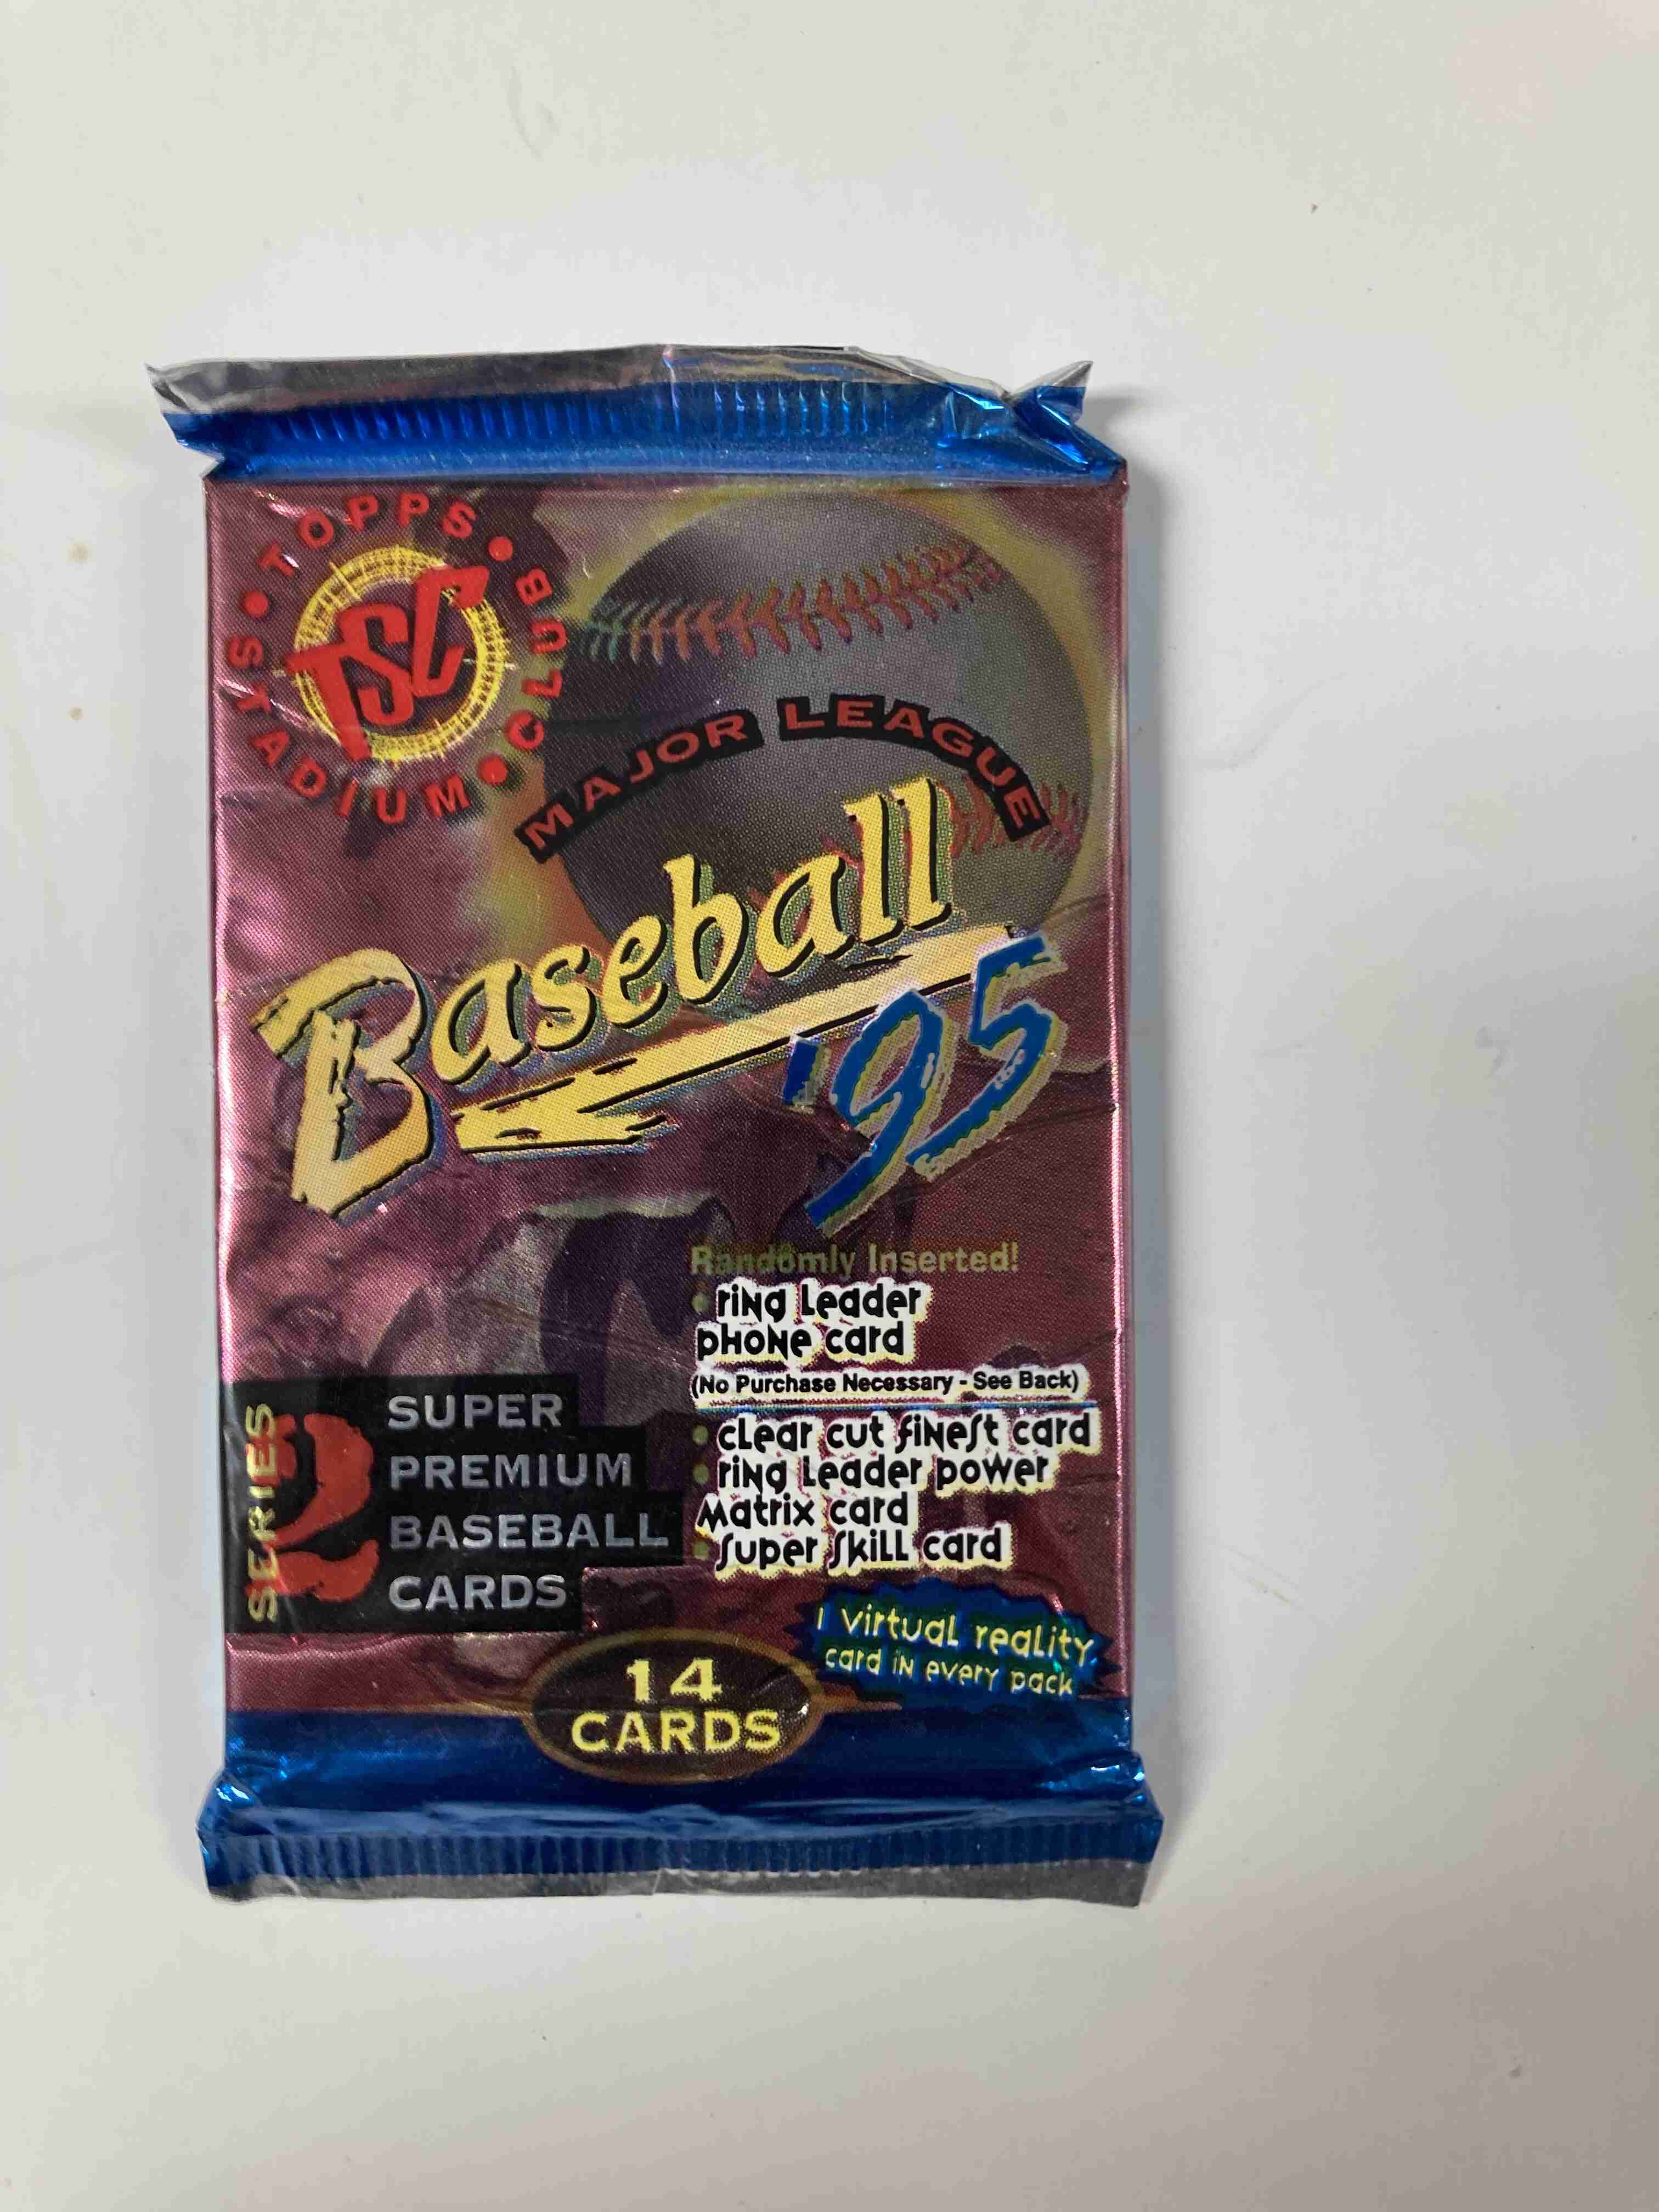 • TOPPS • STADIUM • CLUB
TSC
MAJOR LEAGUE
Baseball
'95
Randomly Inserted!
• ring leader
phone card
(No Purchase Necessary - See Back)
• clear cut finest card
• ring leader power
matrix card
• super skill card
SERIES 2
SUPER
PREMIUM
BASEBALL
CARDS
1 virtual reality
card in every pack
14
CARDS